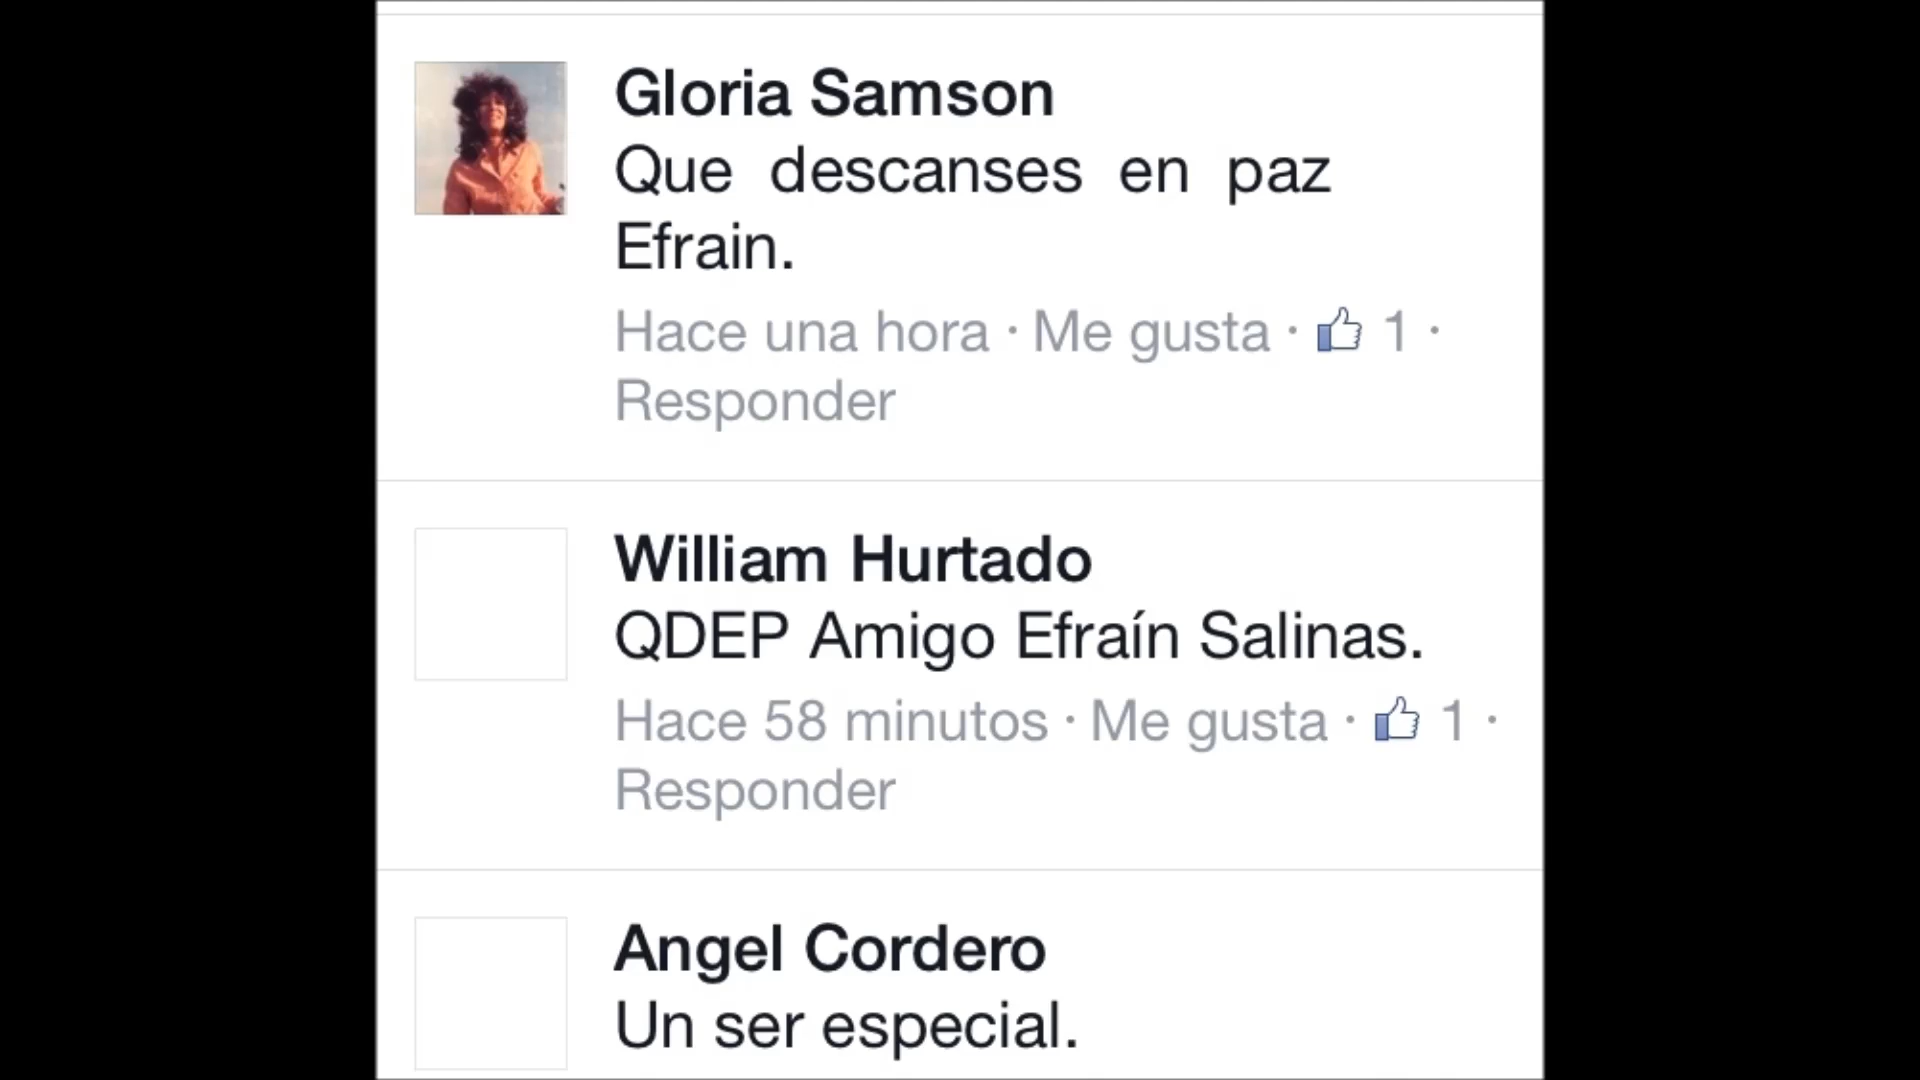 Gloria Samson
Que descanses en paz
Efrain.
Hace una hora · Me gusta · 1 ·
Responder
William Hurtado
QDEP Amigo Efraín Salinas.
Hace 58 minutos · Me gusta · 1 ·
Responder
Angel Cordero
Un ser especial.